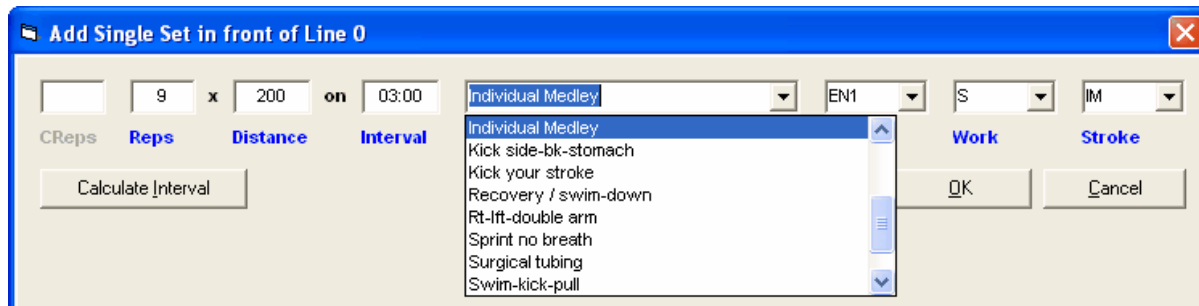 Add Single Set in front of Line 0
9 x 200 on 03:00 Individual Medley EN1 S IM
CReps Reps Distance Interval Work Stroke
Individual Medley
Kick side-bk-stomach
Kick your stroke
Recovery / swim-down
Rt-lft-double arm
Sprint no breath
Surgical tubing
Swim-kick-pull
Calculate Interval OK Cancel